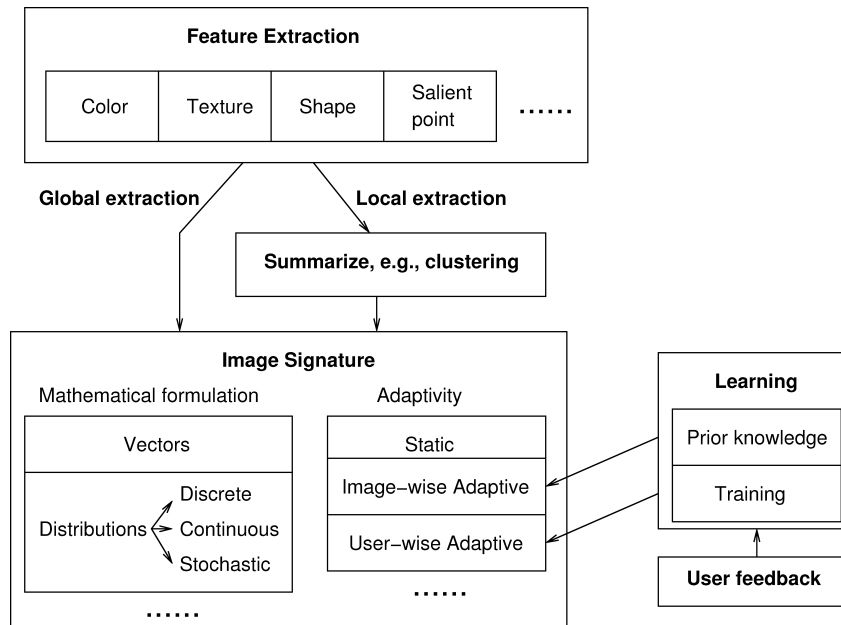 Feature Extraction
Color
Texture
Shape
Salient
point
......
Global extraction
Local extraction
Summarize, e.g., clustering
Image Signature
Mathematical formulation
Adaptivity
Vectors
Static
Distributions
Discrete
Continuous
Stochastic
Image-wise Adaptive
User-wise Adaptive
......
......
Learning
Prior knowledge
Training
User feedback